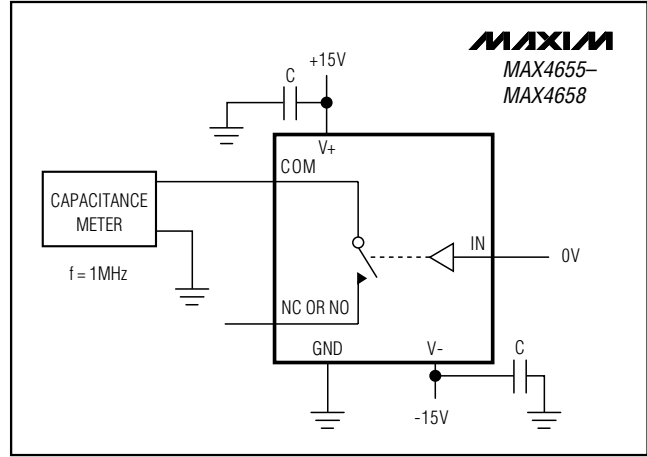 MAXIM
MAX4655–
MAX4658
+15V
C
V+
COM
CAPACITANCE
METER
f = 1MHz
IN
0V
NC OR NO
GND
V-
C
-15V